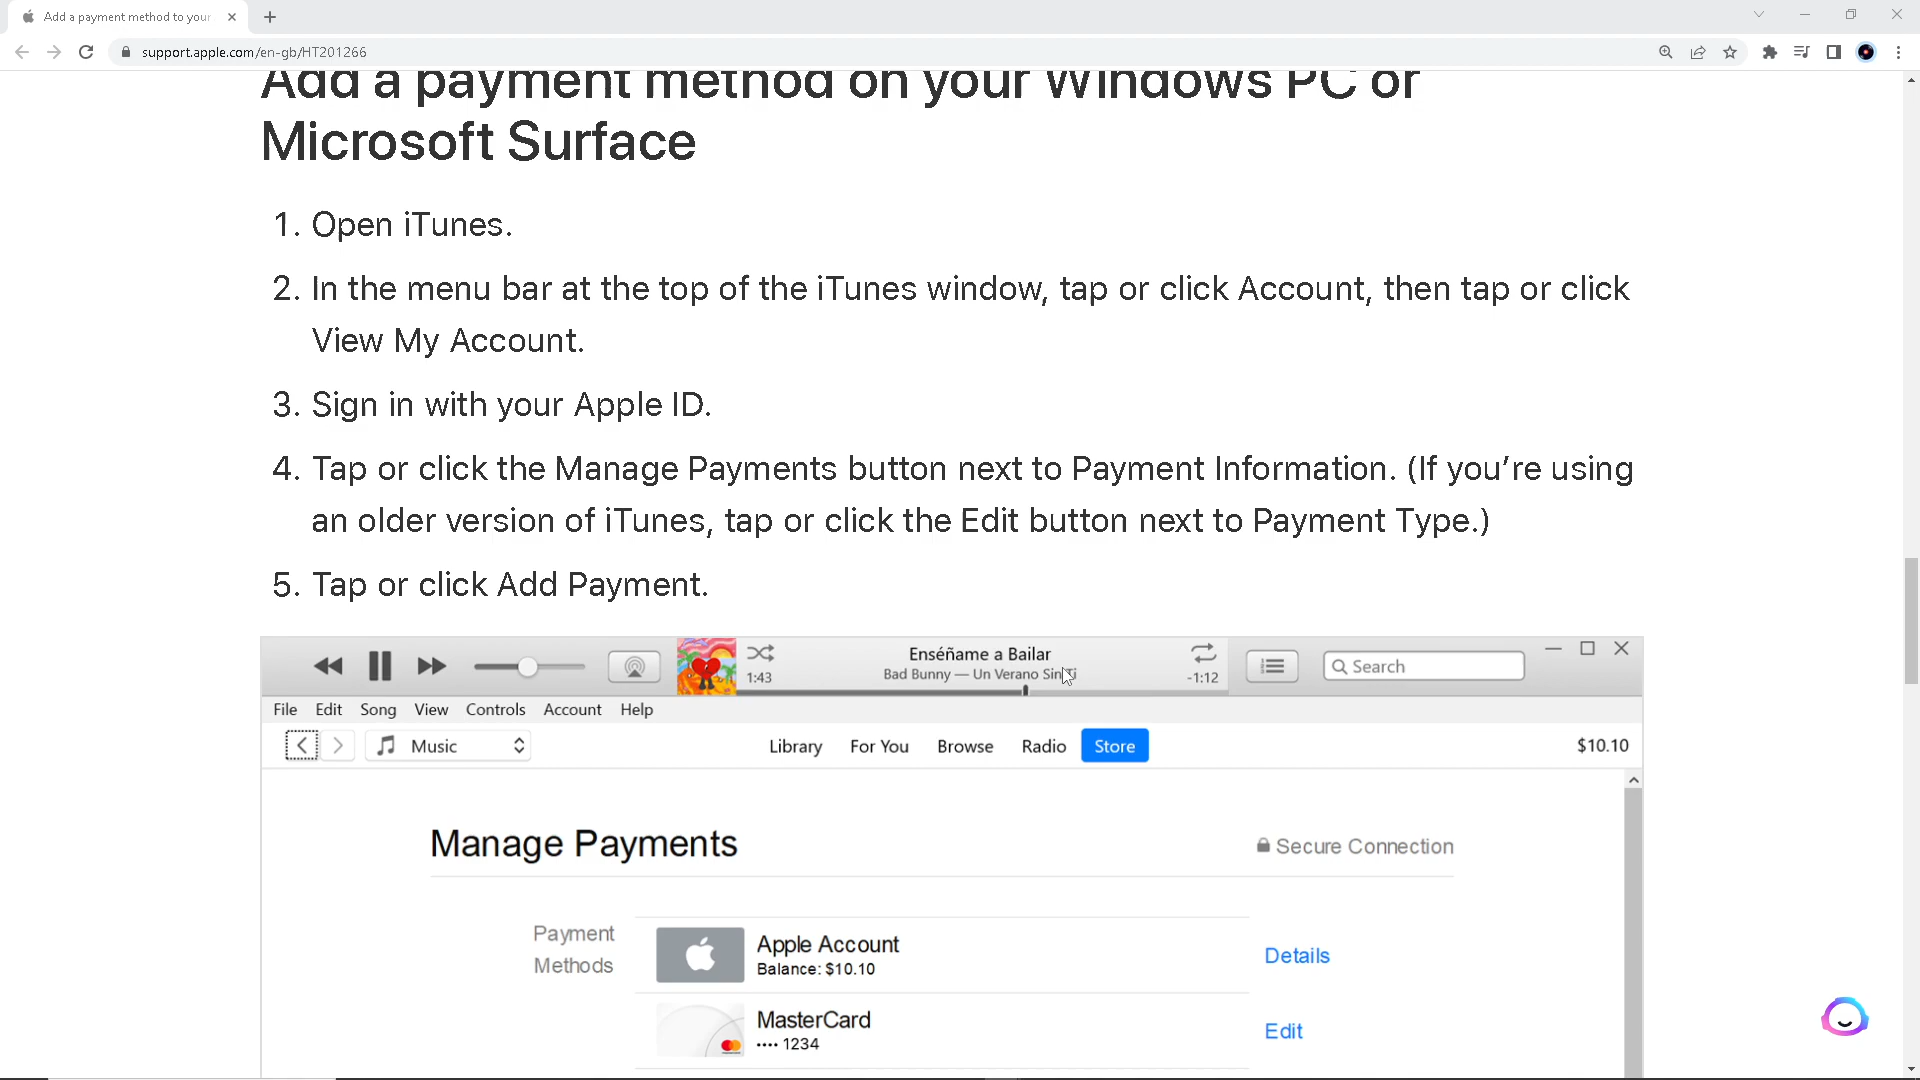 Add a payment method to your
support.apple.com/en-gb/HT201266
Add a payment method on your Windows PC or
Microsoft Surface
1. Open iTunes.
2. In the menu bar at the top of the iTunes window, tap or click Account, then tap or click
View My Account.
3. Sign in with your Apple ID.
4. Tap or click the Manage Payments button next to Payment Information. (If you’re using
an older version of iTunes, tap or click the Edit button next to Payment Type.)
5. Tap or click Add Payment.
Enséñame a Bailar
1:43
Bad Bunny — Un Verano Sin Ti
-1:12
Search
File Edit Song View Controls Account Help
Music
Library For You Browse Radio Store
$10.10
Manage Payments
Secure Connection
Payment
Methods
Apple Account
Balance: $10.10
Details
MasterCard
•••• 1234
Edit